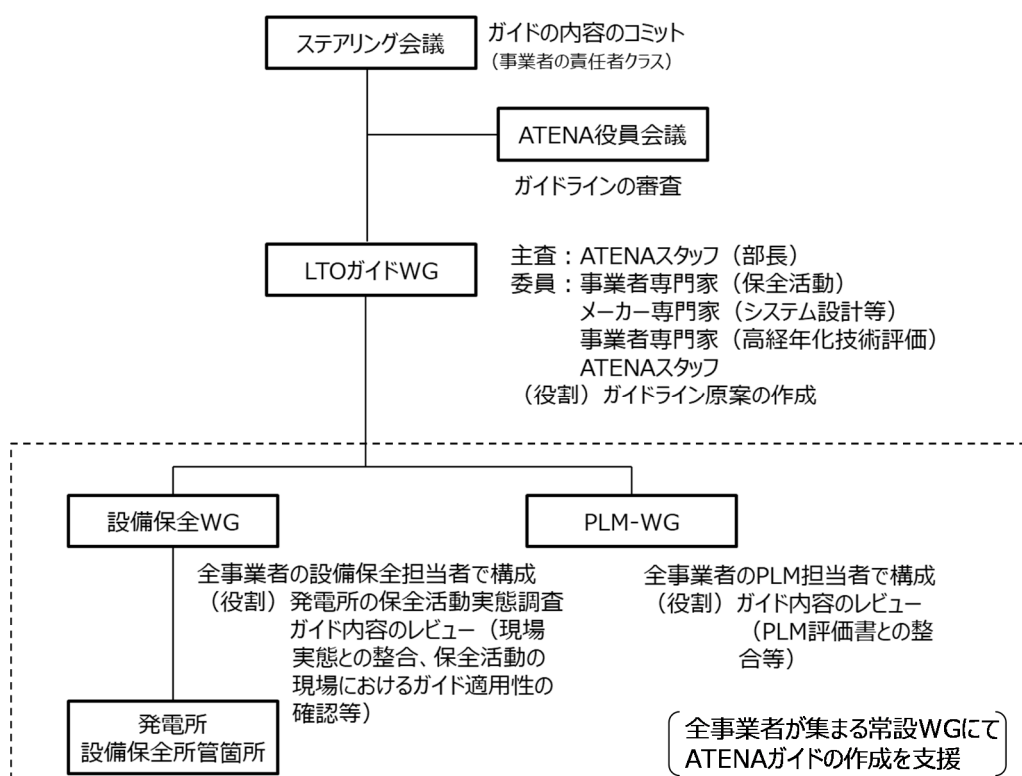 ステアリング会議
ガイドの内容のコミット
（事業者の責任者クラス）
ATENA役員会議
ガイドラインの審査
LTOガイドWG
主査：ATENAスタッフ（部長）
委員：事業者専門家（保全活動）
メーカー専門家（システム設計等）
事業者専門家（高経年化技術評価）
ATENAスタッフ
（役割）ガイドライン原案の作成
設備保全WG
全事業者の設備保全担当者で構成
（役割）発電所の保全活動実態調査
ガイド内容のレビュー（現場
実態との整合、保全活動の
現場におけるガイド適用性の
確認等）
PLM-WG
全事業者のPLM担当者で構成
（役割）ガイド内容のレビュー
（PLM評価書との整
合等）
発電所
設備保全所管箇所
全事業者が集まる常設WGにて
ATENAガイドの作成を支援